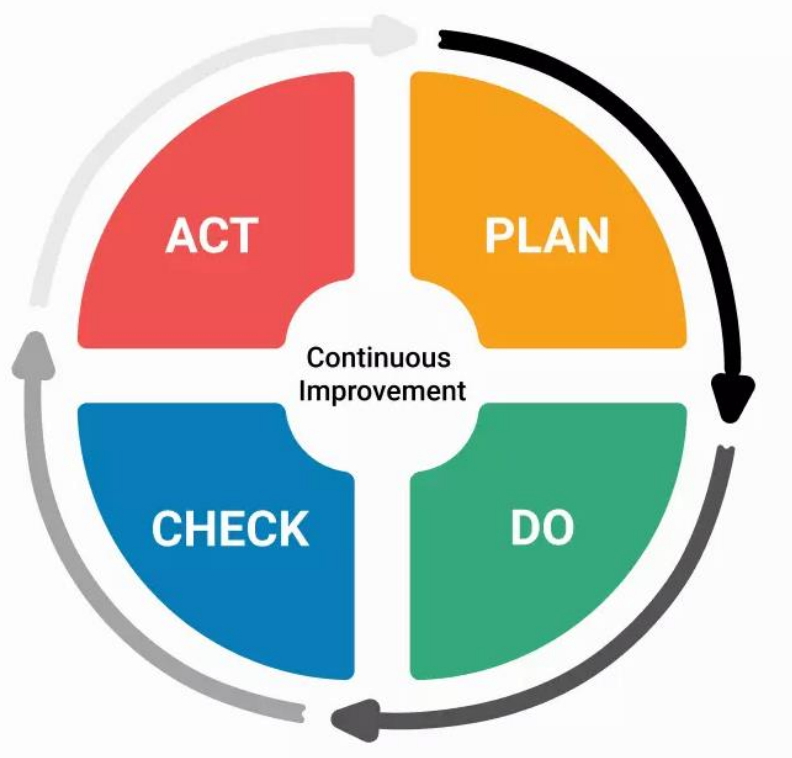 ACT
PLAN
Continuous
Improvement
CHECK
DO